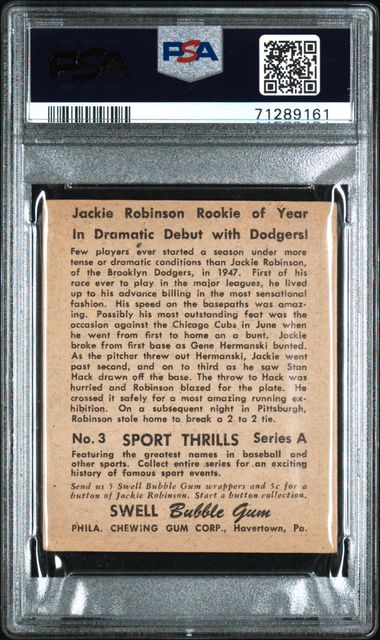 PSA
PSA
71289161
Jackie Robinson Rookie of Year
In Dramatic Debut with Dodgers!
Few players ever started a season under more
tense or dramatic conditions than Jackie Robinson,
of the Brooklyn Dodgers, in 1947. First of his
race ever to play in the major leagues, he lived
up to his advance billing in the most sensational
fashion. His speed on the basepaths was amaz-
ing. Possibly his most outstanding feat was the
occasion against the Chicago Cubs in June when
he went from first to home on a bunt. Jackie
broke from first base as Gene Hermanski bunted.
As the pitcher threw out Hermanski, Jackie went
past second, and on to third as he saw Stan
Hack drawn off the base. The throw to Hack was
hurried and Robinson blazed for the plate. He
crossed it safely for a most amazing running ex-
hibition. On a subsequent night in Pittsburgh,
Robinson stole home to break a 2 to 2 tie.
No. 3 SPORT THRILLS Series A
Featuring the greatest names in baseball and
other sports. Collect entire series for an exciting
history of famous sport events.
Send us 5 Swell Bubble Gum wrappers and 5c for a
button of Jackie Robinson. Start a button collection.
SWELL Bubble Gum
PHILA. CHEWING GUM CORP., Havertown, Pa.